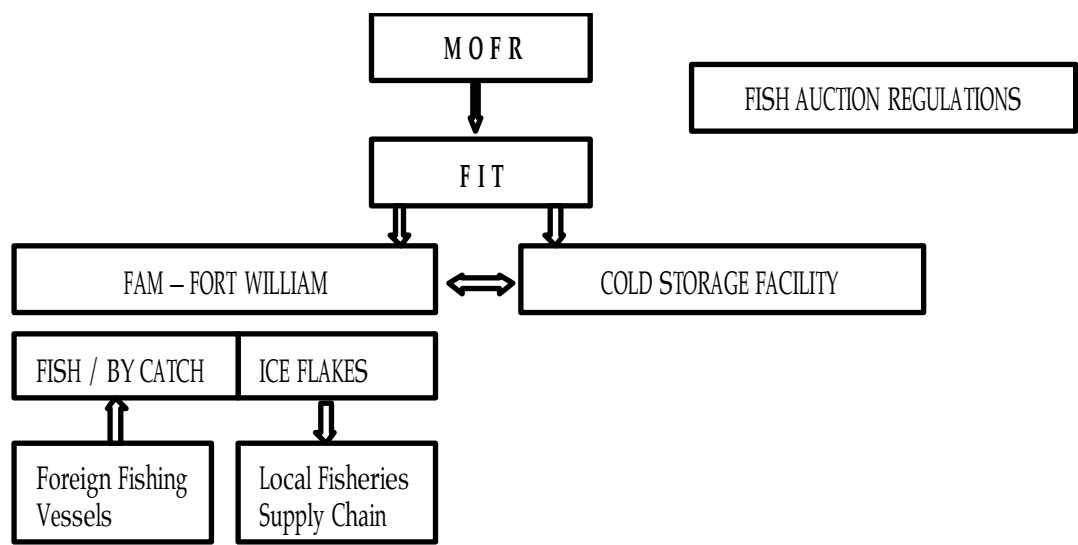 M O F R
FISH AUCTION REGULATIONS
F I T
FAM – FORT WILLIAM
COLD STORAGE FACILITY
FISH / BY CATCH
ICE FLAKES
Foreign Fishing
Vessels
Local Fisheries
Supply Chain